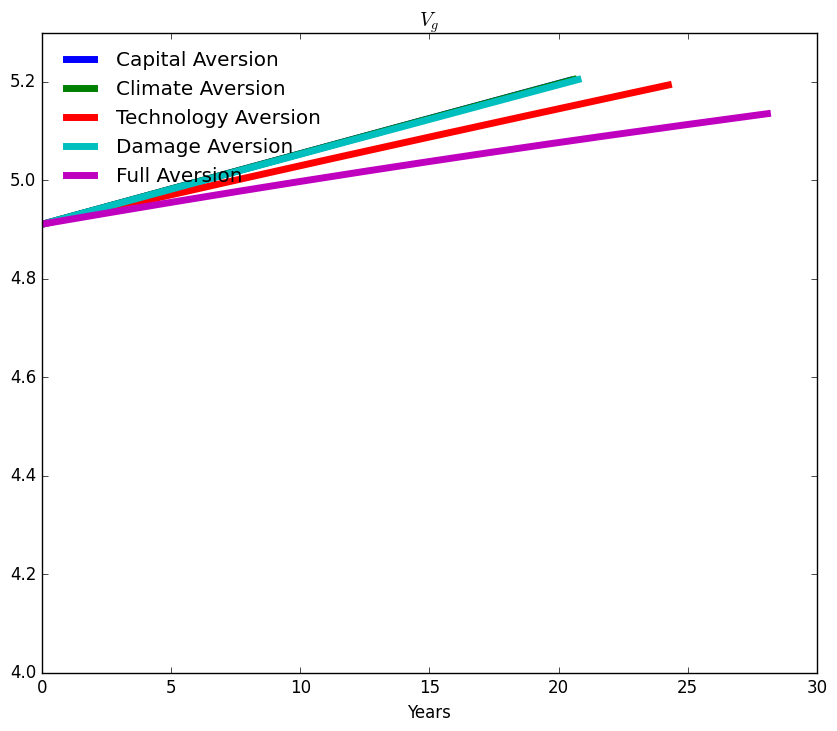 V_g
Capital Aversion
Climate Aversion
Technology Aversion
Damage Aversion
Full Aversion
5.2
5.0
4.8
4.6
4.4
4.2
4.0
0 5 10 15 20 25 30
Years